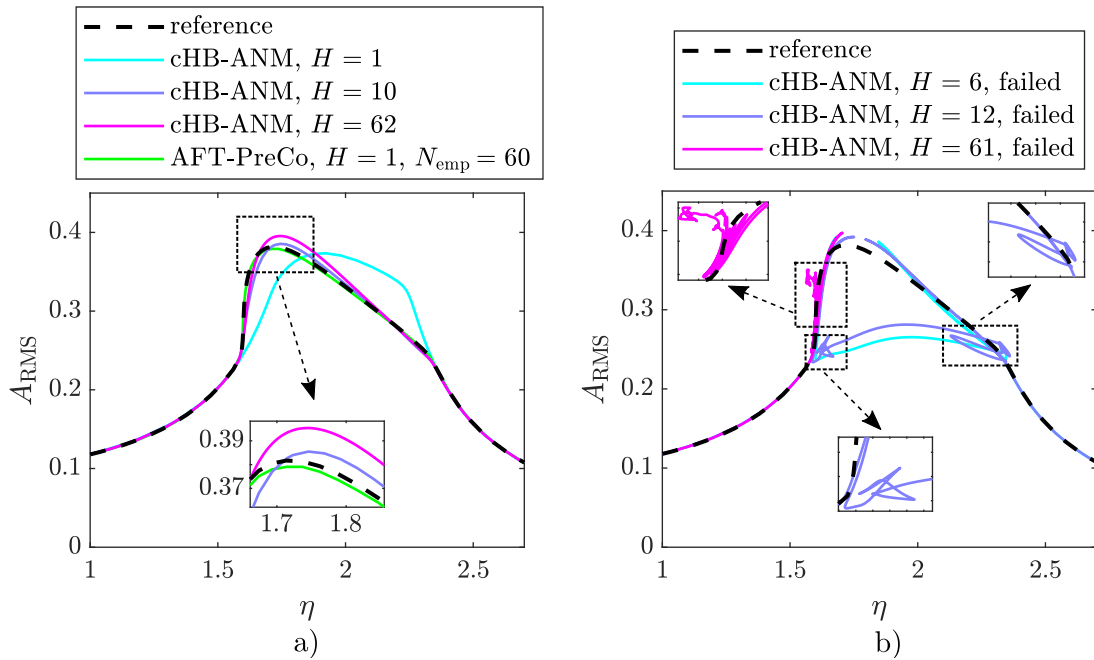 reference
cHB-ANM, H = 1
cHB-ANM, H = 10
cHB-ANM, H = 62
AFT-PreCo, H = 1, N_emp = 60
0.4
0.3
0.2
0.1
0
A_RMS
0.39
0.37
1.7 1.8
1 1.5 2 2.5
η
a)
reference
cHB-ANM, H = 6, failed
cHB-ANM, H = 12, failed
cHB-ANM, H = 61, failed
0.4
0.3
0.2
0.1
0
A_RMS
1 1.5 2 2.5
η
b)